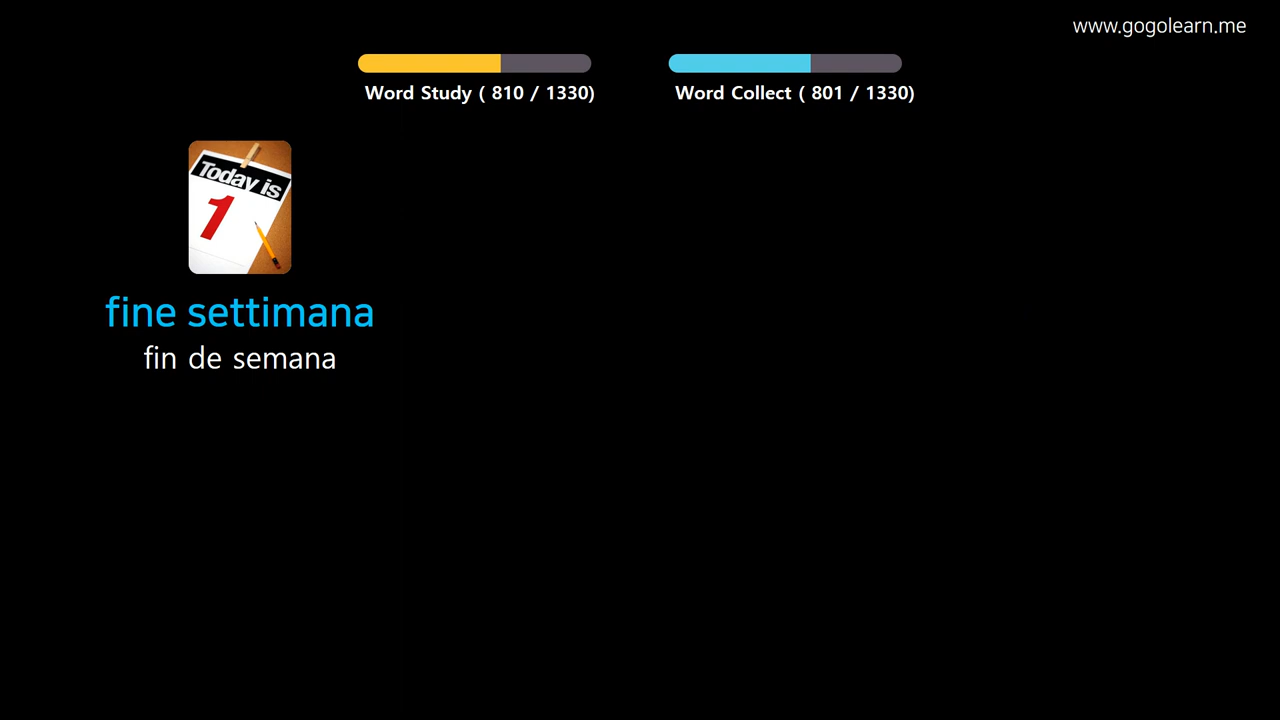 www.gogolearn.me
Word Study ( 810 / 1330)
Word Collect ( 801 / 1330)
Today is
1
fine settimana
fin de semana